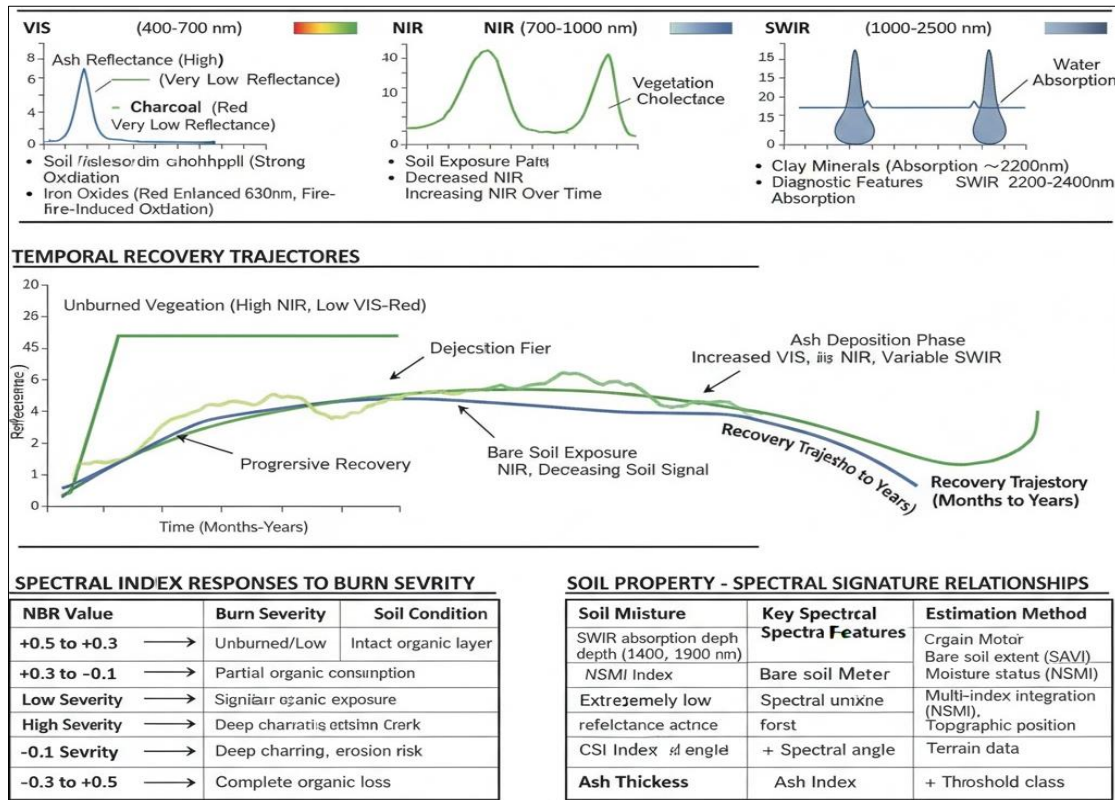 VIS (400-700 nm)
8
6
4
0
Ash Reflectance (High)
(Very Low Reflectance)
Charcoal (Red
Very Low Reflectance)
• Soil (Strong
Oxdiation
• Iron Oxides (Red Enhanced 630nm, Fire-
fire-Induced Oxtlation)
NIR NIR (700-1000 nm)
10
10
4
0
Vegetation
Cholectace
• Soil Exposure
• Decreased NIR
Increasing NIR Over Time
SWIR (1000-2500 nm)
15
15
20
15
0
Water
Absorption
• Clay Minerals (Absorption ~2200nm)
• Diagnostic Features SWIR 2200-2400nm
Absorption
TEMPORAL RECOVERY TRAJECTORES
20
26
45
6
4
2
1
0
Unburned Vegeation (High NIR, Low VIS-Red)
Dejecstion Fier
Ash Deposition Phase
Increased VIS, NIR, Variable SWIR
Progrersive Recovery
Bare Soil Exposure
NIR, Deceasing Soil Signal
Recovery to Years)
Recovery Trajestory
(Months to Years)
Time (Months-Years)
SPECTRAL INDEX RESPONSES TO BURN SEVRITY
NBR Value Burn Severity Soil Condition
+0.5 to +0.3 → Unburned/Low Intact organic layer
+0.3 to −0.1 → Partial organic consumption
Low Severity → exposure
High Severity → Deep
-0.1 Sevrity → Deep charring, erosion risk
-0.3 to +0.5 → Complete organic loss
SOIL PROPERTY - SPECTRAL SIGNATURE RELATIONSHIPS
Soil Misture Key Spectrcal Estimation Method
Spectra Features
SWIR absorption deph
depth (1400, 1900 nm)
Crgain Motor
Bare soil extent (SAVI)
NSMI Index Bare soil Meter Moisture status (NSMI)
Extremely low Spectral Multi-index integration
(NSMI).
forst Topgraphic position
CSI Index + Spectral angle Terrain data
Ash Thickess Ash Index + Throshold class